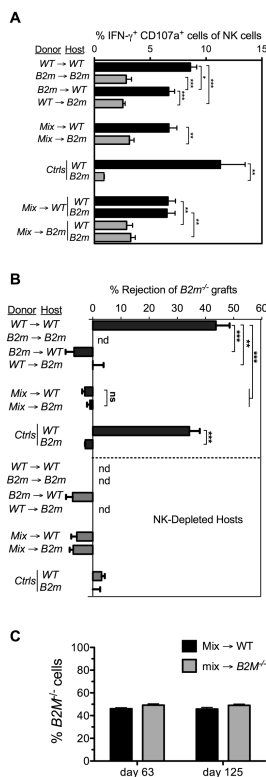 A
% IFN-γ⁺ CD107a⁺ cells of NK cells
0 5 10 15
Donor Host
WT → WT
B2m → B2m
B2m → WT
WT → B2m
*
***
***
***
Mix → WT
Mix → B2m
**
Ctrls WT
B2m
**
Mix → WT WT
B2m
Mix → B2m WT
B2m
**
**
B
% Rejection of B2m⁻/⁻ grafts
0 10 20 30 40 50 60
Donor Host
WT → WT
B2m → B2m nd
B2m → WT
WT → B2m
***
**
***
Mix → WT
Mix → B2m
ns
Ctrls WT
B2m
***
WT → WT nd
B2m → B2m nd
B2m → WT
WT → B2m nd
NK-Depleted Hosts
Mix → WT
Mix → B2m
Ctrls WT
B2m
C
Mix → WT
mix → B2M⁻/⁻
% B2M⁻/⁻ cells
100
80
60
40
20
0
day 63 day 125